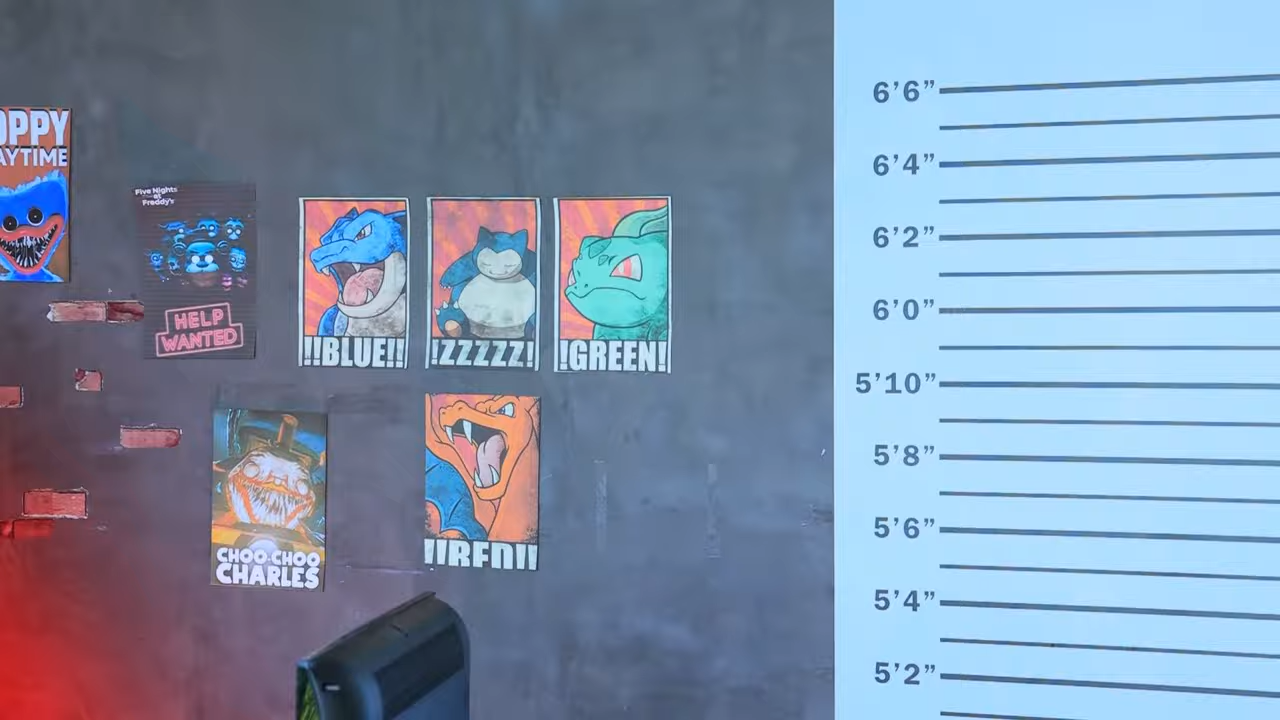 OPPY
AYTIME
Five Nights
at
Freddy's
HELP
WANTED
!!BLUE!!
!ZZZZZ!
!GREEN!
CHOO-CHOO
CHARLES
!!RED!!
6'6"
6'4"
6'2"
6'0"
5'10"
5'8"
5'6"
5'4"
5'2"